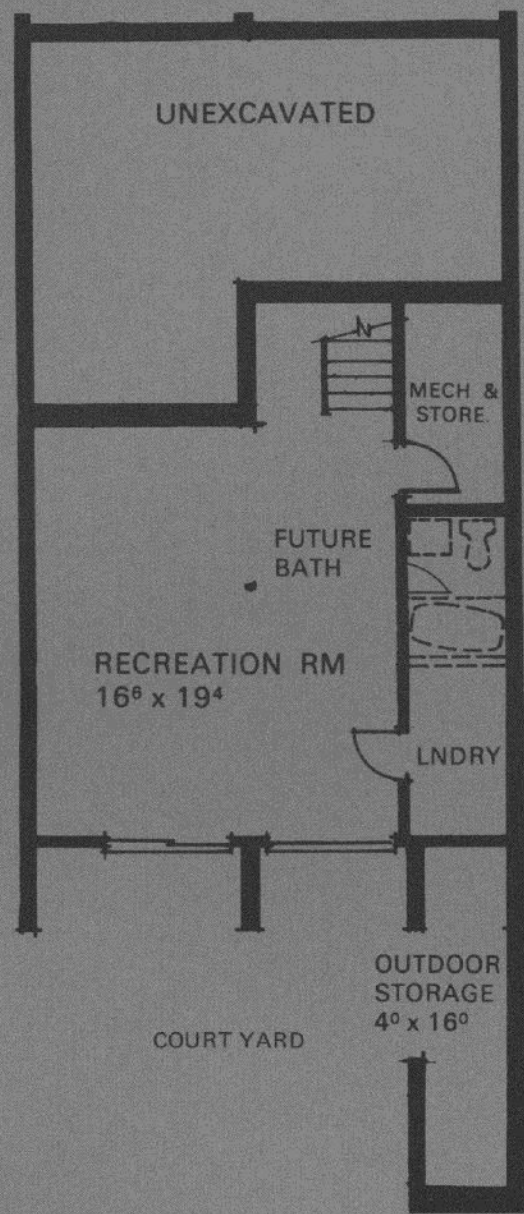 UNEXCAVATED
MECH &
STORE.
FUTURE
BATH
RECREATION RM
16⁶ x 19⁴
LNDRY
OUTDOOR
STORAGE
4⁰ x 16⁰
COURT YARD